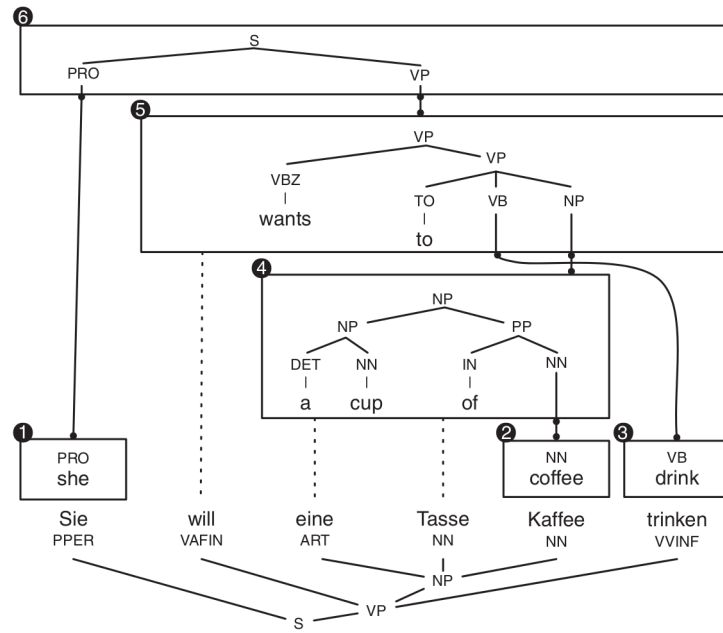 6
S
PRO VP
5
VP
VP
VBZ
wants
TO VB NP
to
4
NP
NP PP
DET NN IN NN
a cup of
1 2 3
PRO NN VB
she coffee drink
Sie will eine Tasse Kaffee trinken
PPER VAFIN ART NN NN VVINF
NP
VP
S